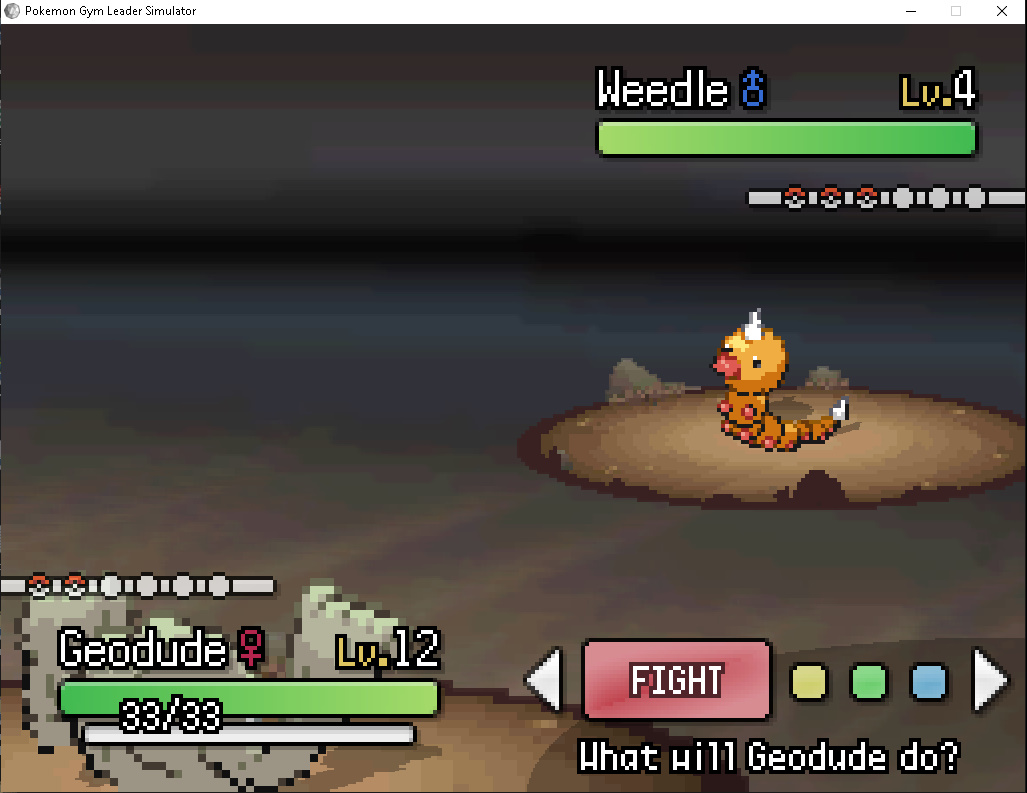 Pokemon Gym Leader Simulator
Weedle♂ Lv.4
Geodude♀ Lv.12
33/33
FIGHT
What will Geodude do?